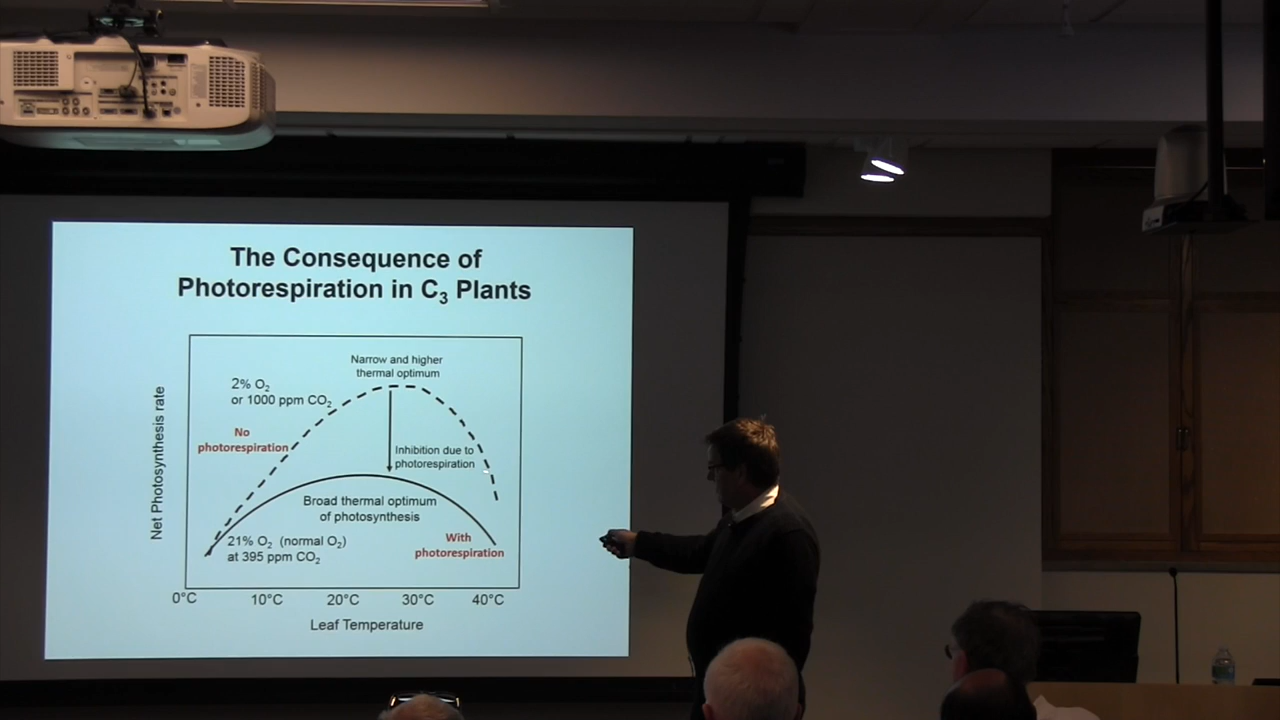 The Consequence of
Photorespiration in C₃ Plants
Narrow and higher
thermal optimum
2% O₂
or 1000 ppm CO₂
No
photorespiration
Inhibition due to
photorespiration
Broad thermal optimum
of photosynthesis
21% O₂ (normal O₂)
at 395 ppm CO₂
With
photorespiration
Net Photosynthesis rate
0°C 10°C 20°C 30°C 40°C
Leaf Temperature